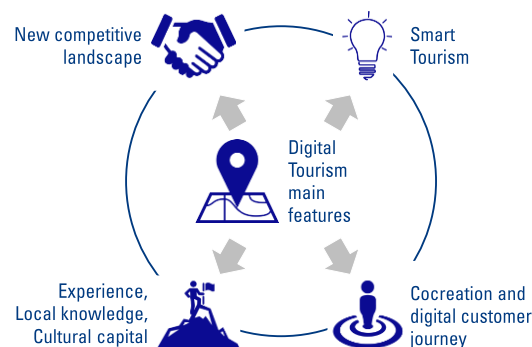 New competitive
landscape
Smart
Tourism
Digital
Tourism
main
features
Experience,
Local knowledge,
Cultural capital
Cocreation and
digital customer
journey